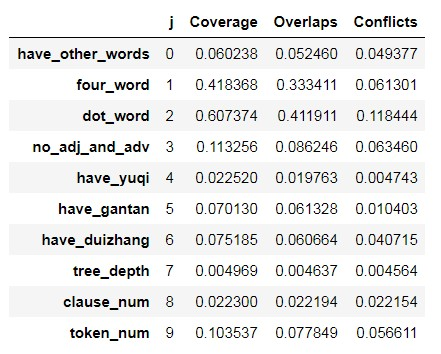 j Coverage Overlaps Conflicts
have_other_words 0 0.060238 0.052460 0.049377
four_word 1 0.418368 0.333411 0.061301
dot_word 2 0.607374 0.411911 0.118444
no_adj_and_adv 3 0.113256 0.086246 0.063460
have_yuqi 4 0.022520 0.019763 0.004743
have_gantan 5 0.070130 0.061328 0.010403
have_duizhang 6 0.075185 0.060664 0.040715
tree_depth 7 0.004969 0.004637 0.004564
clause_num 8 0.022300 0.022194 0.022154
token_num 9 0.103537 0.077849 0.056611